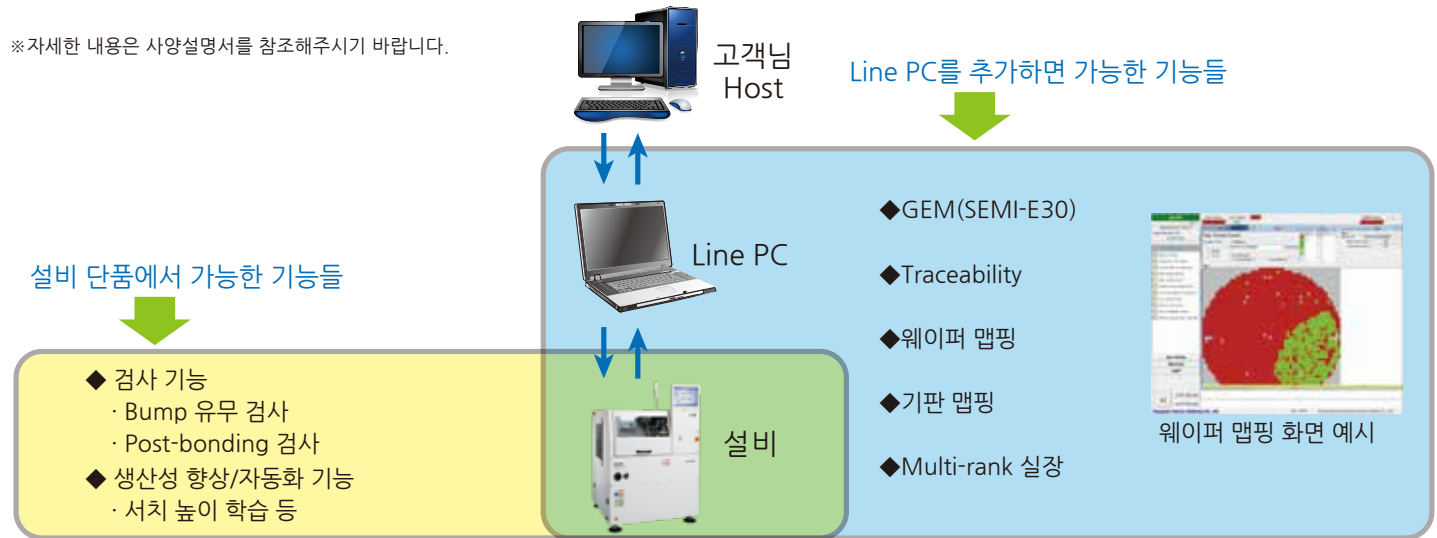 ※자세한 내용은 사양설명서를 참조해주시기 바랍니다.
고객님
Host
Line PC를 추가하면 가능한 기능들
Line PC
◆GEM(SEMI-E30)
◆Traceability
◆웨이퍼 맵핑
◆기판 맵핑
◆Multi-rank 실장
웨이퍼 맵핑 화면 예시
설비 단품에서 가능한 기능들
◆ 검사 기능
· Bump 유무 검사
· Post-bonding 검사
◆ 생산성 향상/자동화 기능
· 서치 높이 학습 등
설비